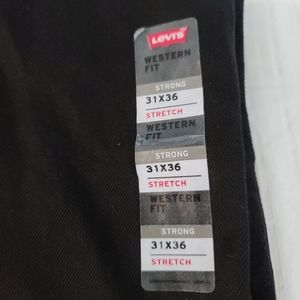 Levi's
WESTERN
FIT
STRONG
31X36
STRETCH
WESTERN
FIT
STRONG
31X36
STRETCH
WESTERN
FIT
STRONG
31X36
STRETCH